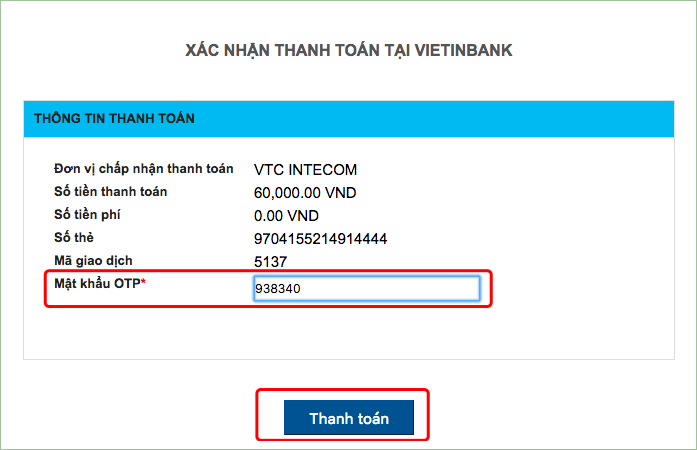 XÁC NHẬN THANH TOÁN TẠI VIETINBANK
THÔNG TIN THANH TOÁN
Đơn vị chấp nhận thanh toán VTC INTECOM
Số tiền thanh toán 60,000.00 VND
Số tiền phí 0.00 VND
Số thẻ 9704155214914444
Mã giao dịch 5137
Mật khẩu OTP* 938340
Thanh toán